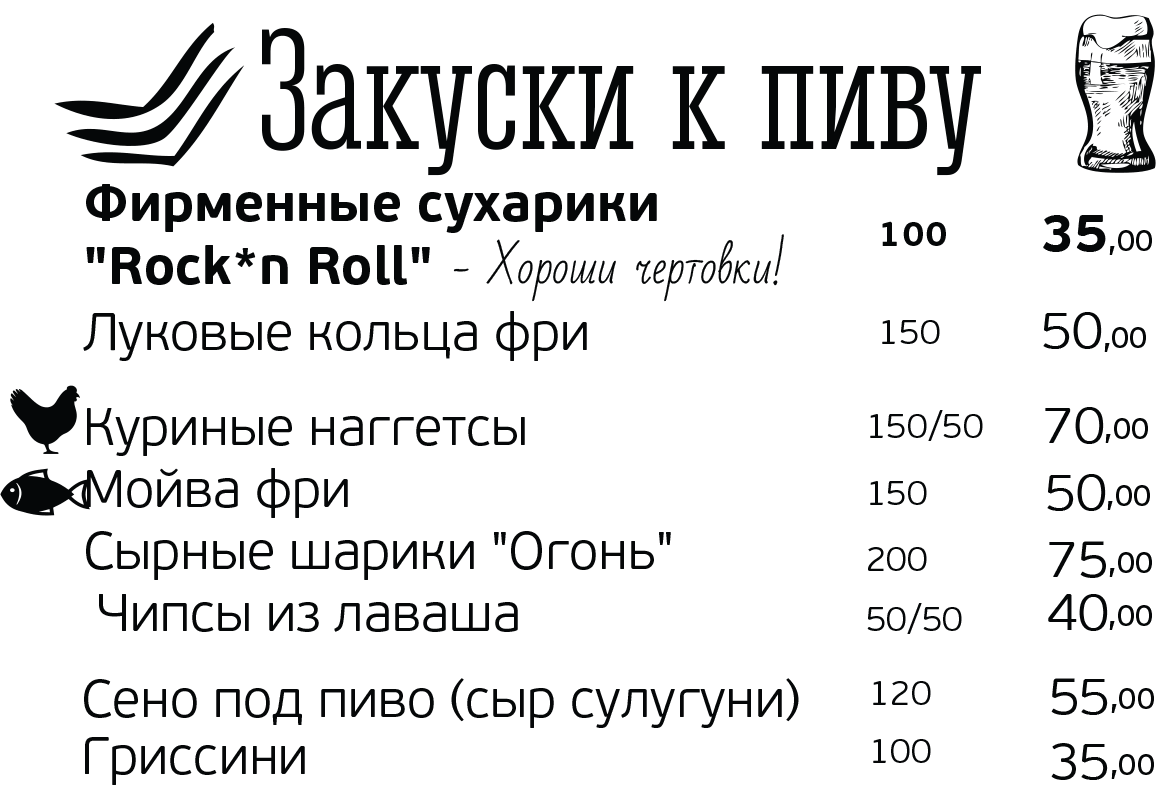 Закуски к пиву
Фирменные сухарики
"Rock*n Roll" - Хороши чертовки! 100 35,00
Луковые кольца фри 150 50,00
Куриные наггетсы 150/50 70,00
Мойва фри 150 50,00
Сырные шарики "Огонь" 200 75,00
Чипсы из лаваша 50/50 40,00
Сено под пиво (сыр сулугуни) 120 55,00
Гриссини 100 35,00